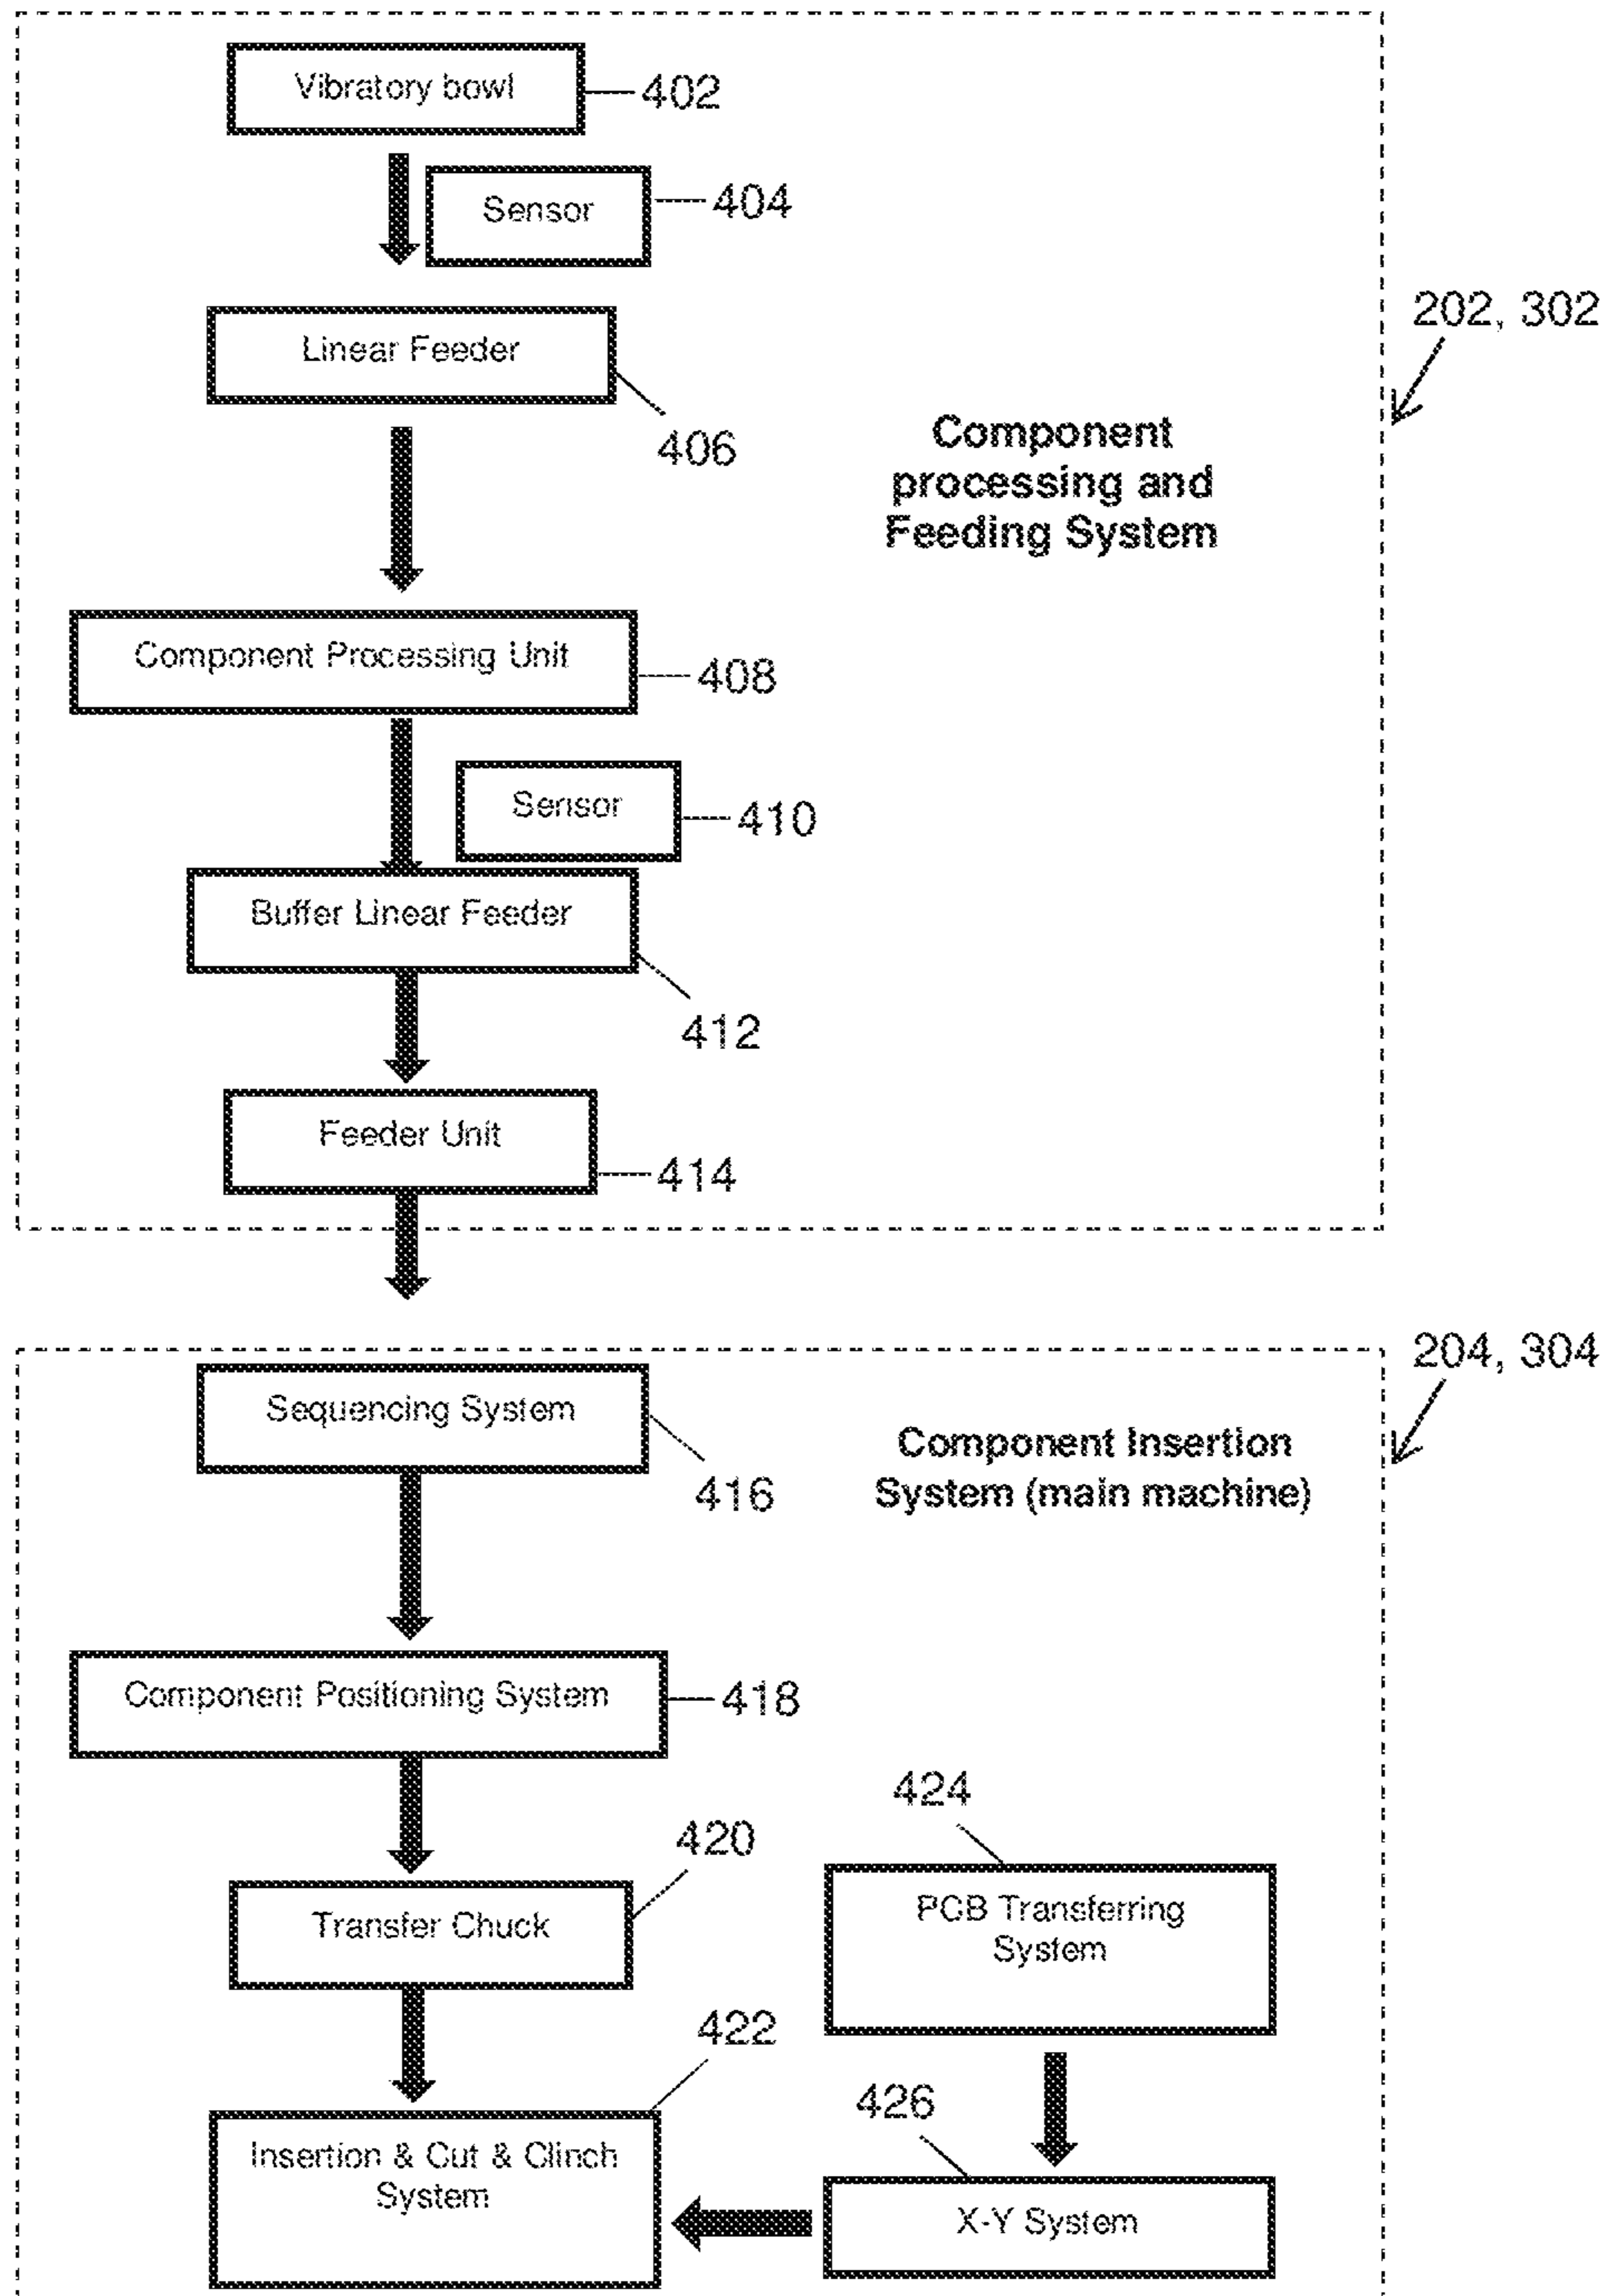 Vibratory bowl
402
Sensor
404
Linear Feeder
406
202, 302
Component
processing and
Feeding System
Component Processing Unit
408
Sensor
410
Buffer Linear Feeder
412
Feeder Unit
414
204, 304
Sequencing System
416
Component Insertion
System (main machine)
Component Positioning System
418
420
Transfer Chuck
424
PCB Transferring
System
422
Insertion & Cut & Clinch
System
426
X-Y System